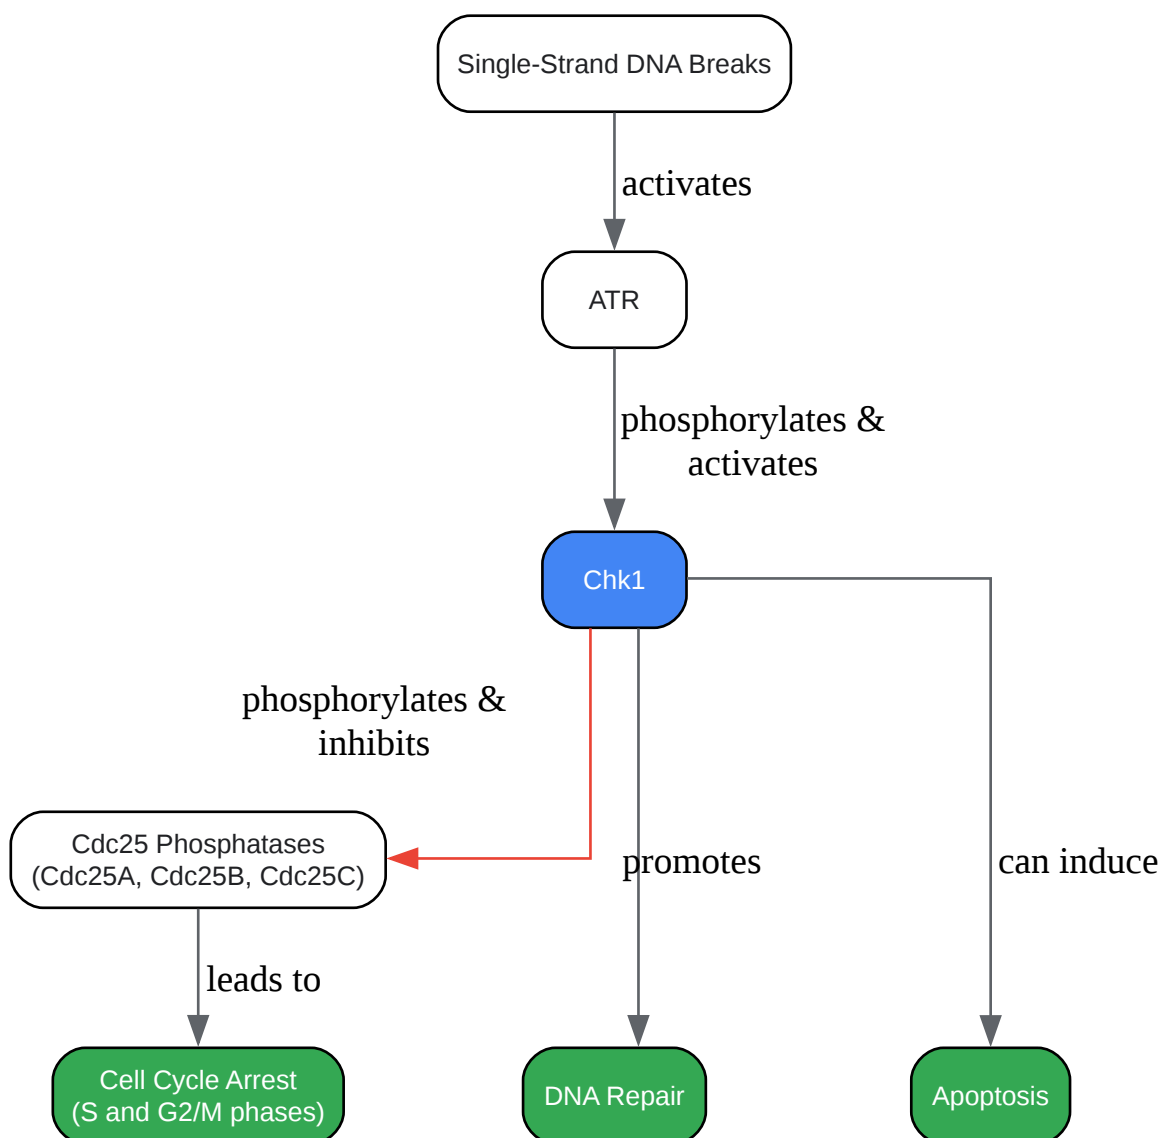 Single-Strand DNA Breaks
activates
ATR
phosphorylates &
activates
Chk1
phosphorylates &
inhibits
Cdc25 Phosphatases
(Cdc25A, Cdc25B, Cdc25C)
promotes
can induce
leads to
Cell Cycle Arrest
(S and G2/M phases)
DNA Repair
Apoptosis